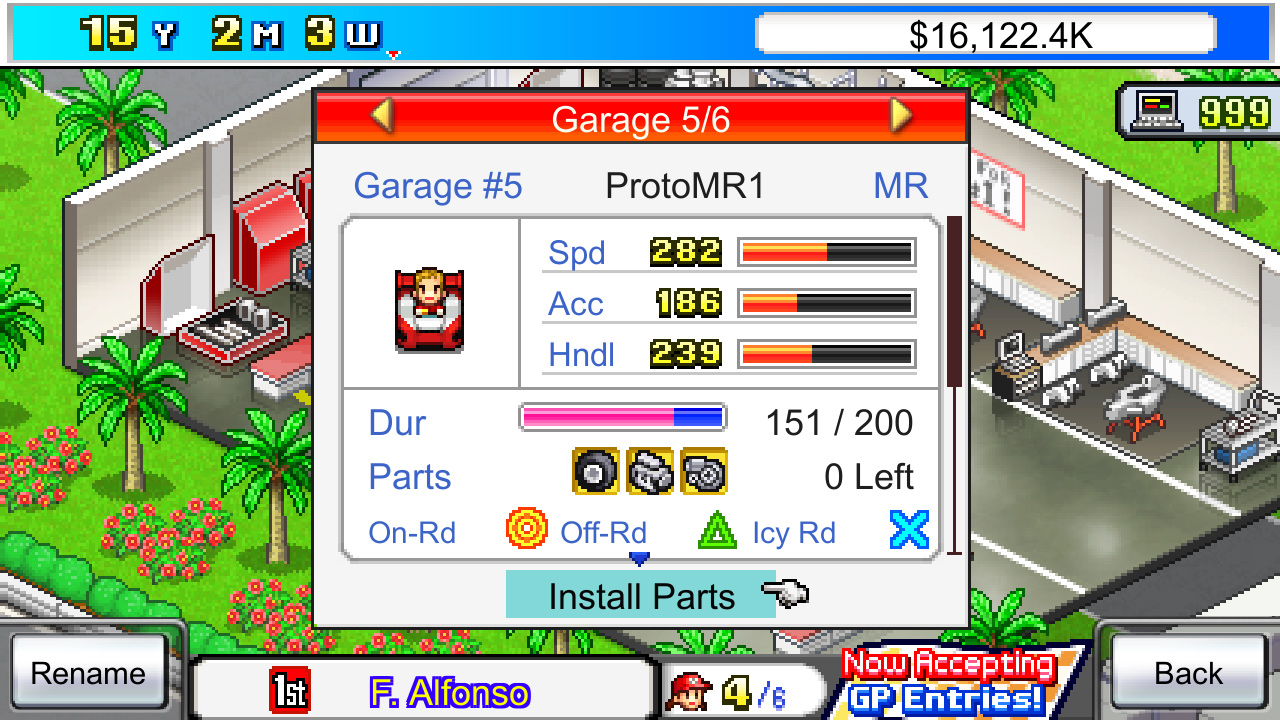 15 Y 2 M 3 W
$16,122.4K
999
Garage 5/6
Garage #5 ProtoMR1 MR
Spd 282
Acc 186
Hndl 239
Dur 151 / 200
Parts 0 Left
On-Rd Off-Rd Icy Rd
Install Parts
Rename
1st F. Alfonso
4/6
Now Accepting
GP Entries!
Back